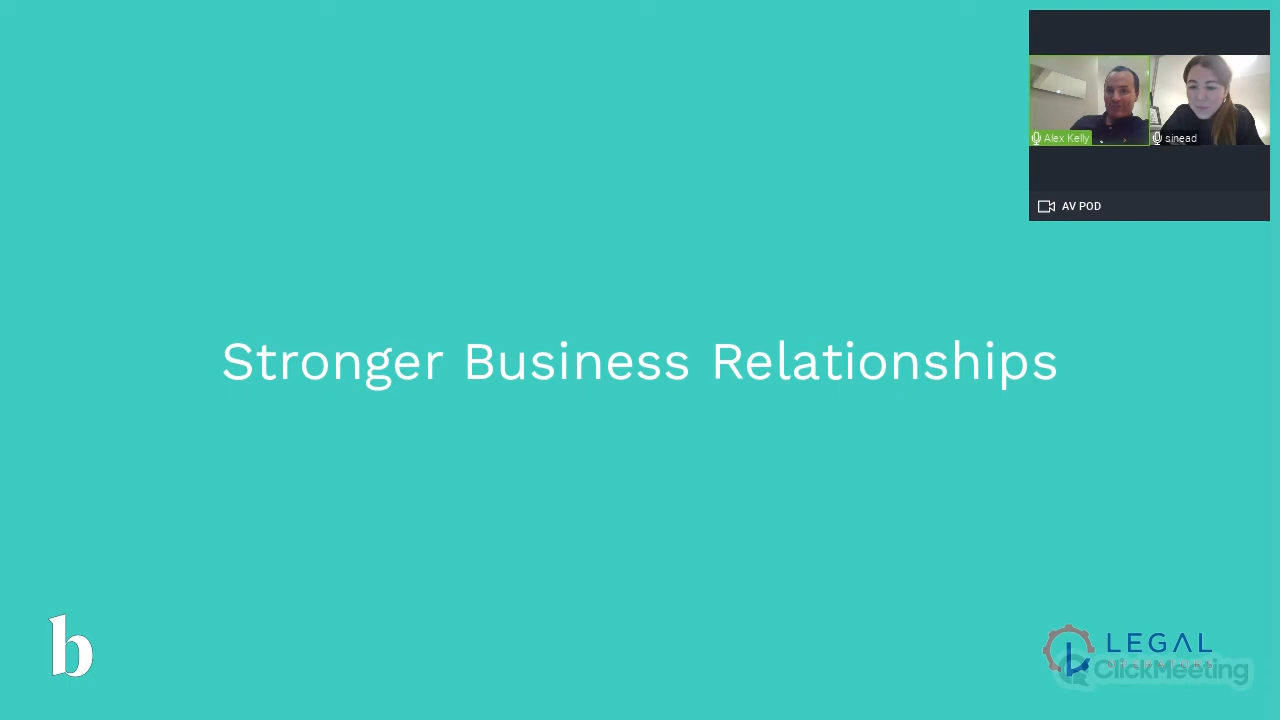 Alex Kelly
sinead
AV POD
Stronger Business Relationships
b
LEGAL
ClickMeeting